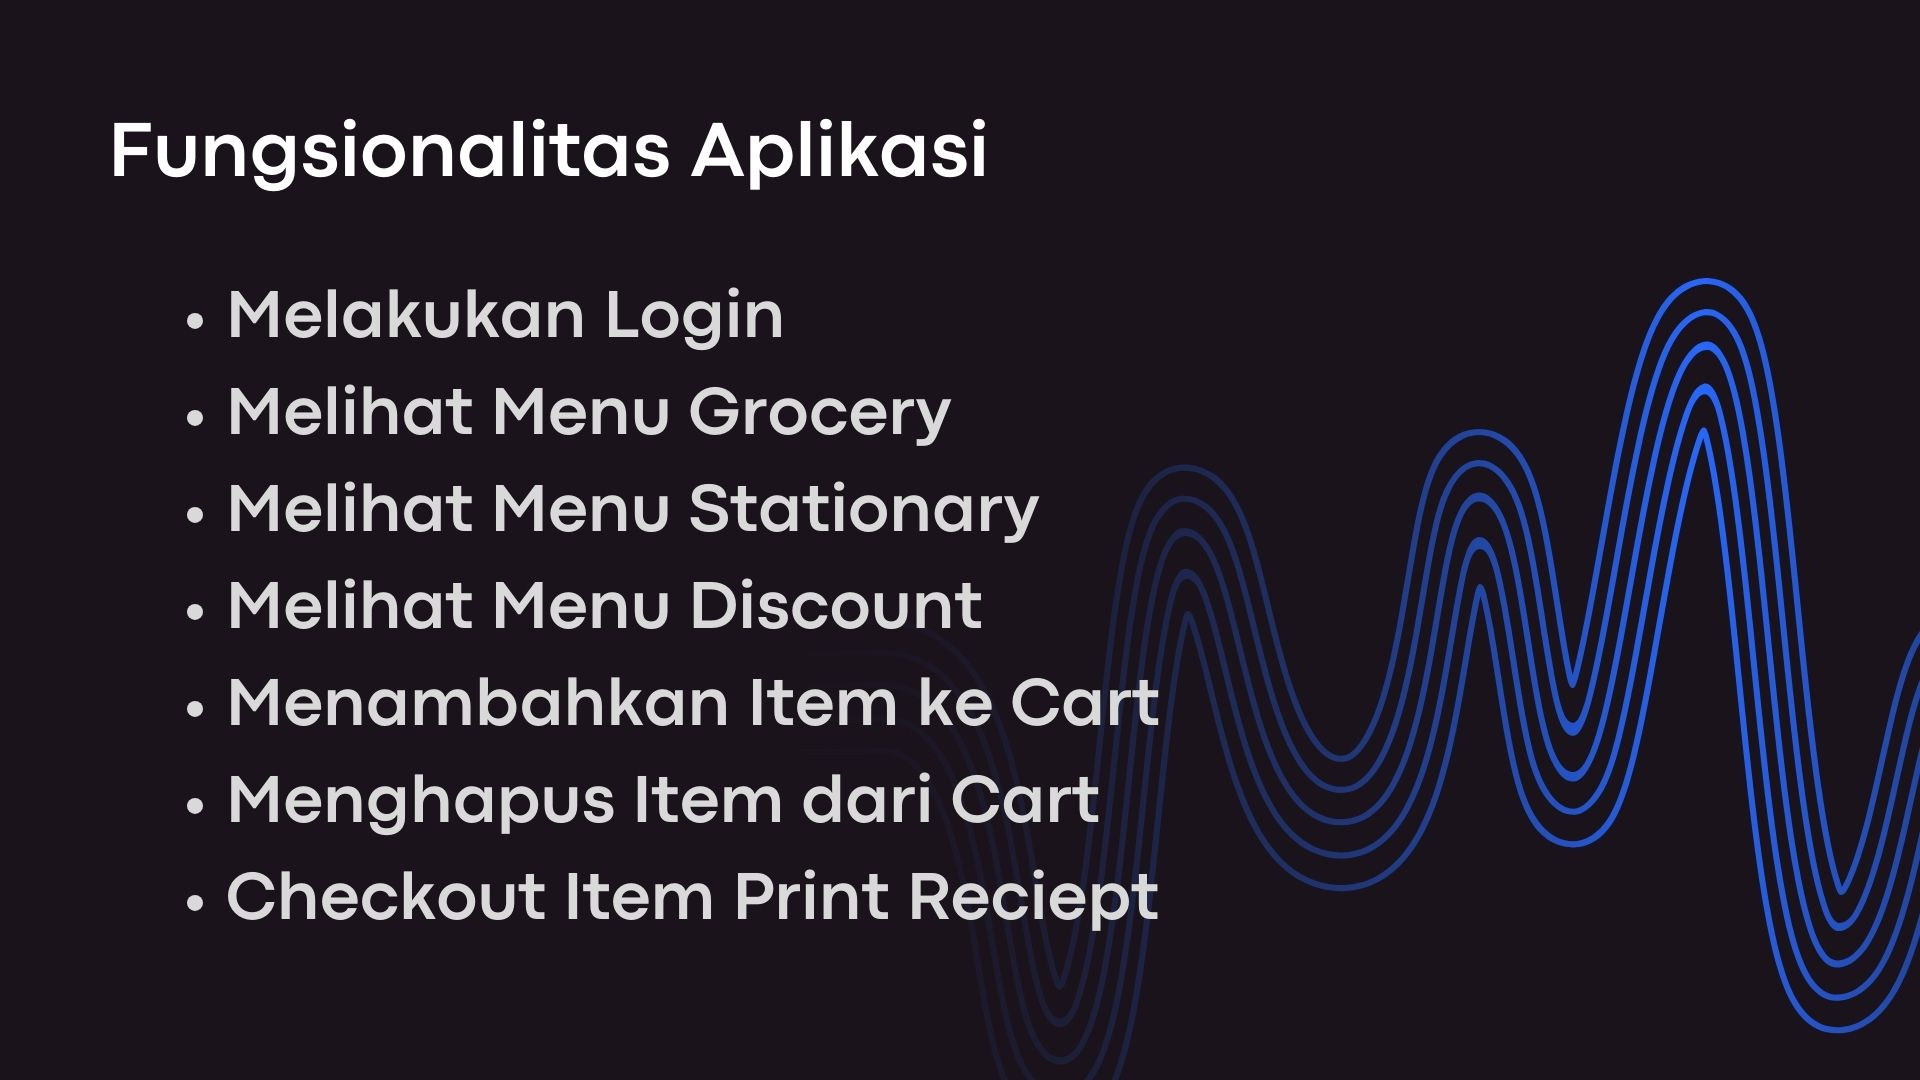 Fungsionalitas Aplikasi
• Melakukan Login
• Melihat Menu Grocery
• Melihat Menu Stationary
• Melihat Menu Discount
• Menambahkan Item ke Cart
• Menghapus Item dari Cart
• Checkout Item Print Reciept